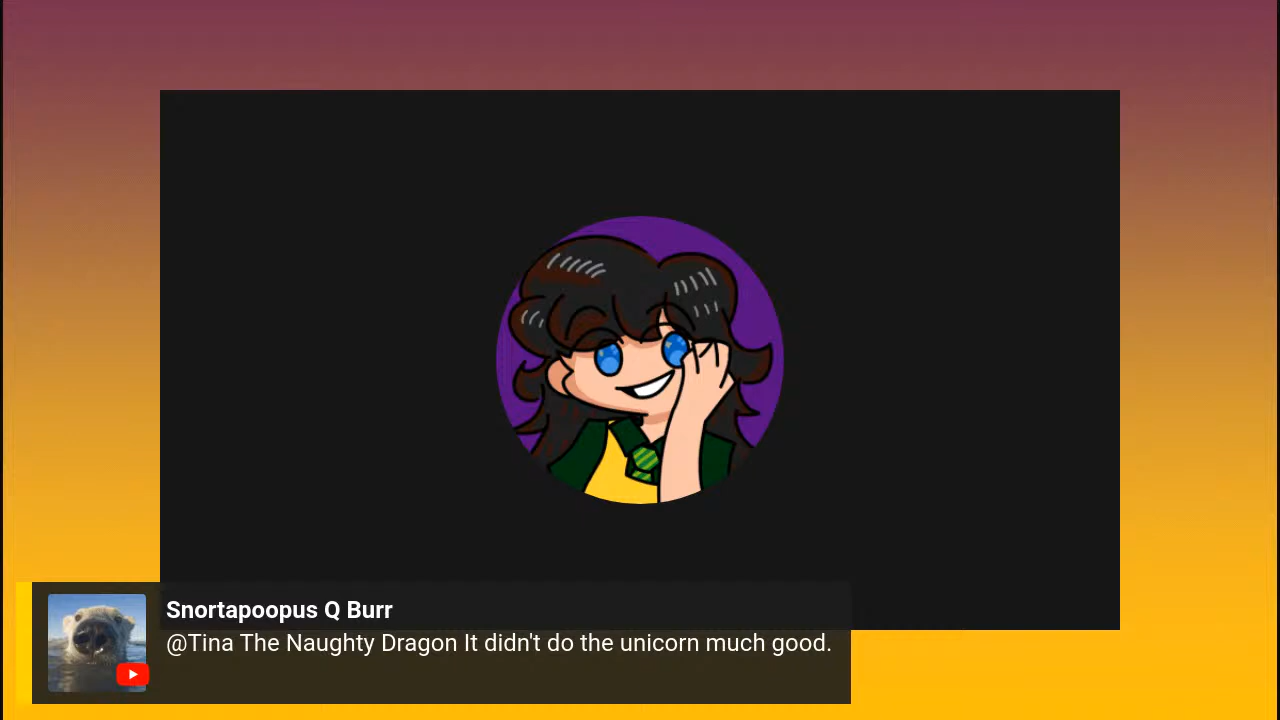 Snortapoopus Q Burr
@Tina The Naughty Dragon It didn't do the unicorn much good.